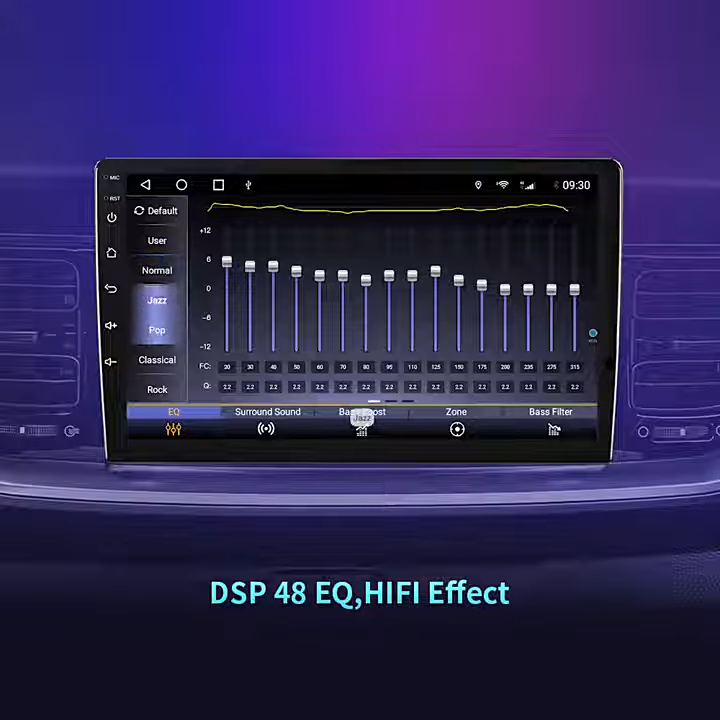 MIC
RST
09:30
Default
User
Normal
Jazz
Pop
Classical
Rock
+12
6
0
-6
-12
FC: 20 30 40 50 60 70 80 95 110 125 150 175 200 235 275 315
Q: 2.2 2.2 2.2 2.2 2.2 2.2 2.2 2.2 2.2 2.2 2.2 2.2 2.2 2.2 2.2 2.2
EQ Surround Sound Bass Boost Zone Bass Filter
Jazz
DSP 48 EQ,HIFI Effect